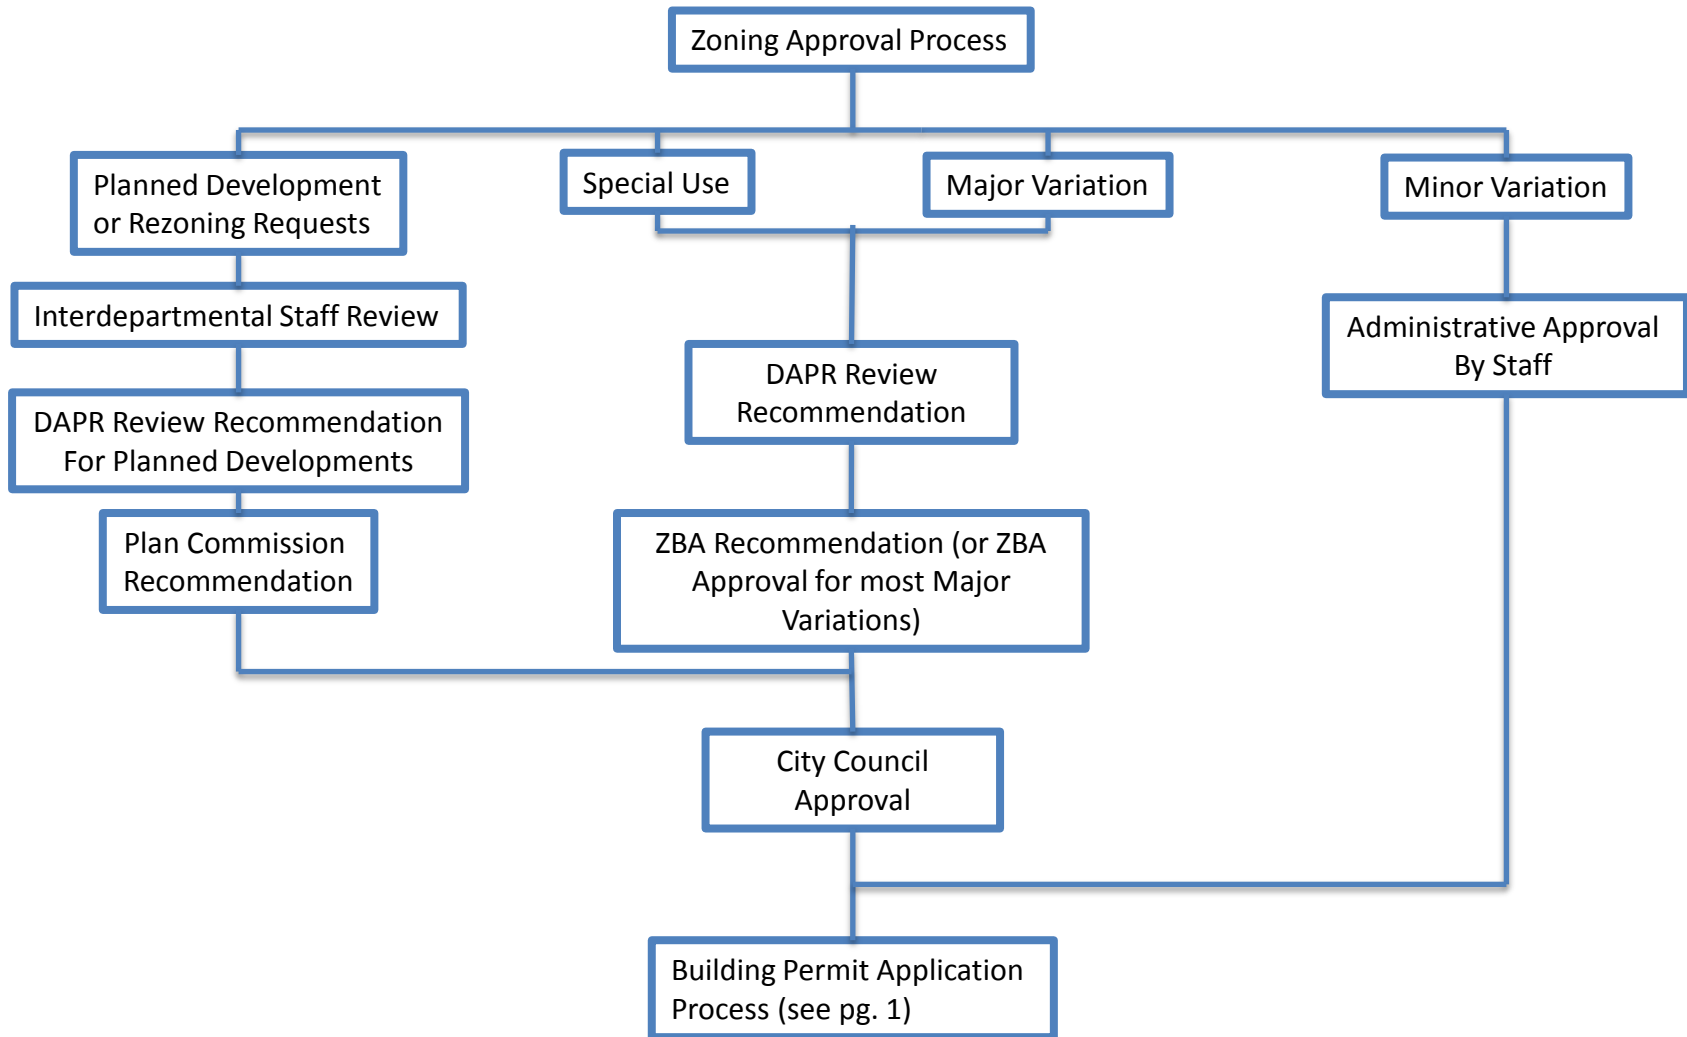 Zoning Approval Process
Planned Development
or Rezoning Requests
Special Use
Major Variation
Minor Variation
Interdepartmental Staff Review
Administrative Approval
By Staff
DAPR Review
Recommendation
DAPR Review Recommendation
For Planned Developments
Plan Commission
Recommendation
ZBA Recommendation (or ZBA
Approval for most Major
Variations)
City Council
Approval
Building Permit Application
Process (see pg. 1)